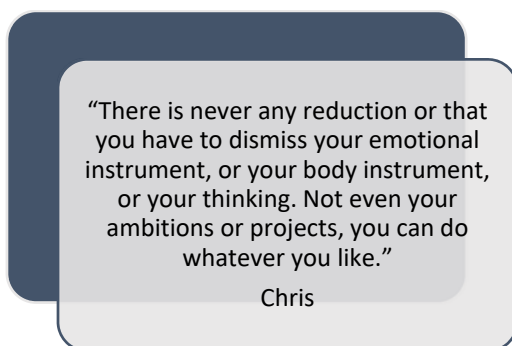 “There is never any reduction or that
you have to dismiss your emotional
instrument, or your body instrument,
or your thinking. Not even your
ambitions or projects, you can do
whatever you like.”
Chris